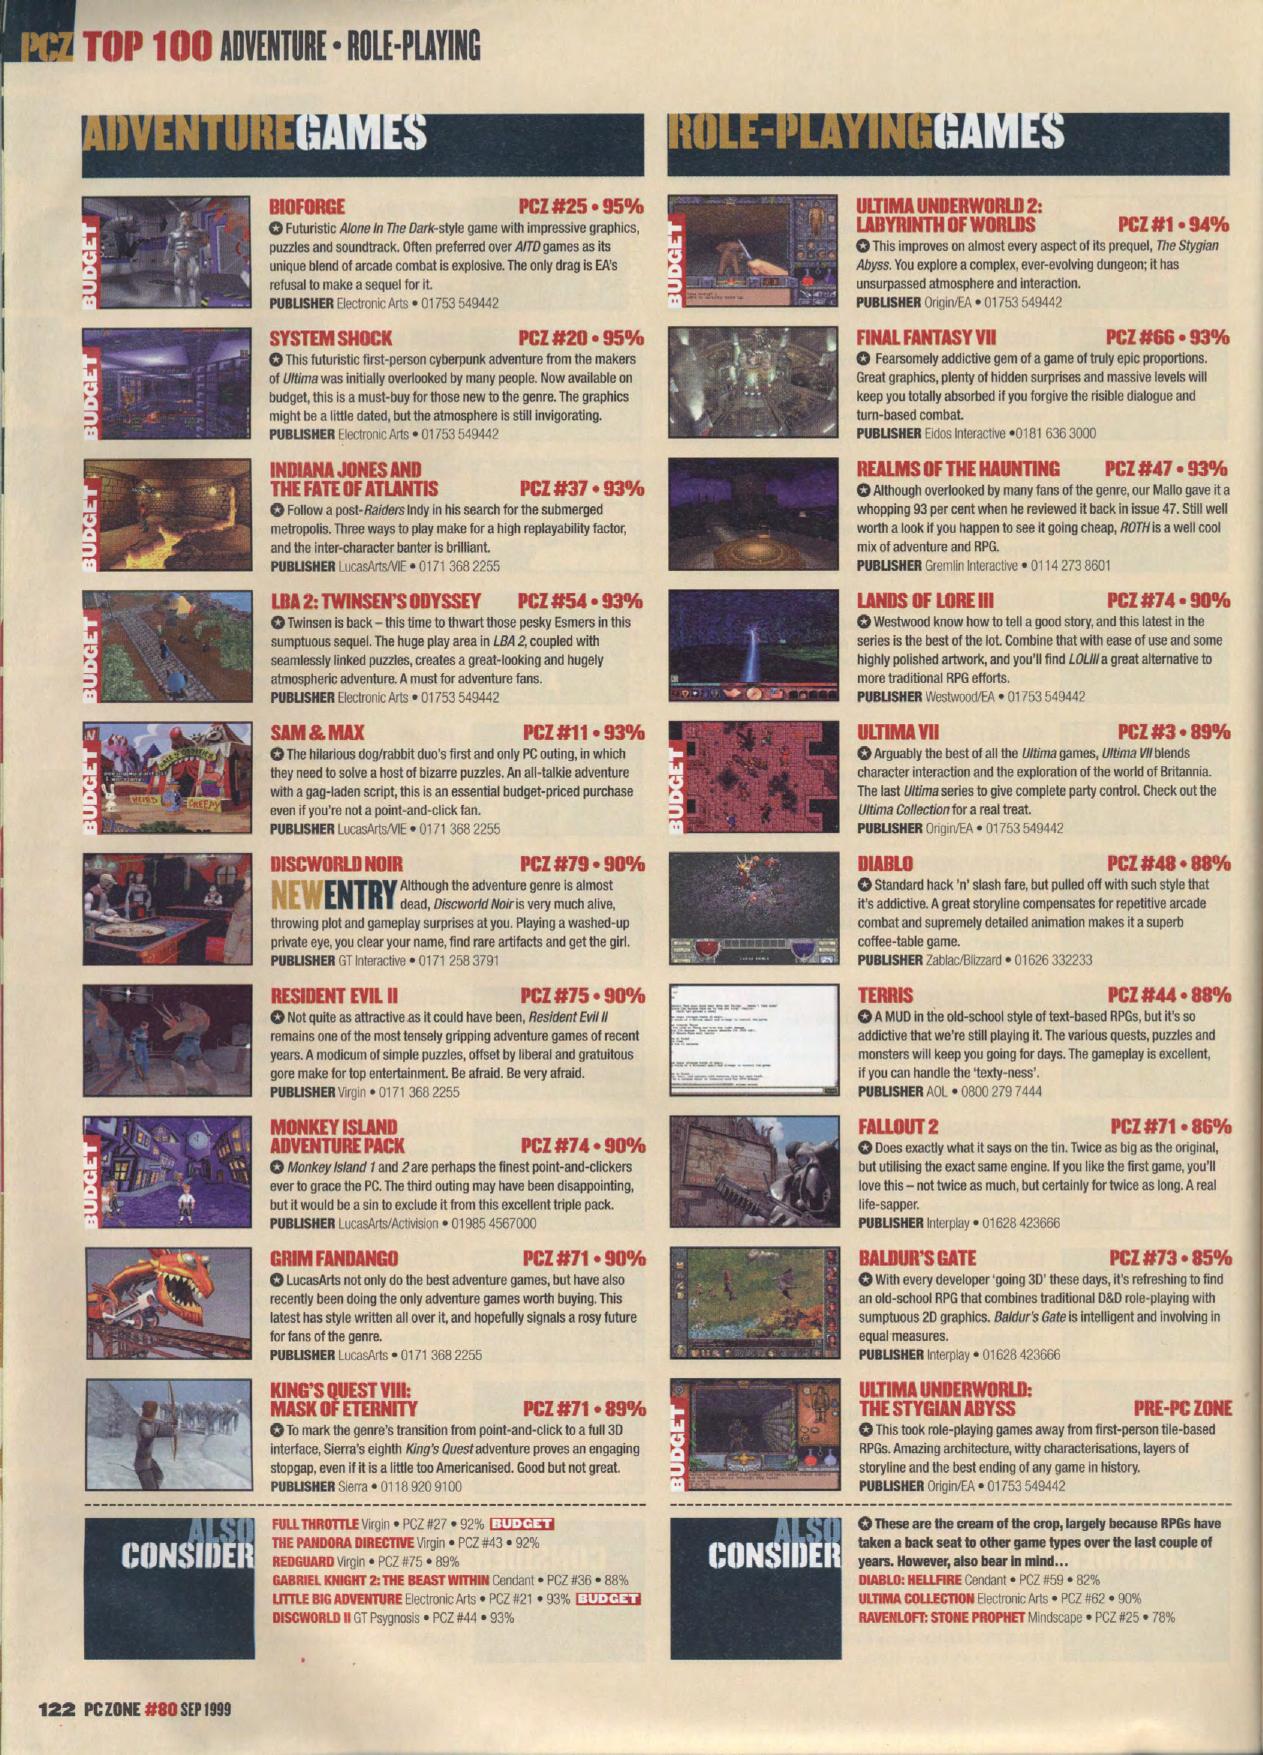 PCZ TOP 100 ADVENTURE • ROLE-PLAYING
ADVENTUREGAMES
BUDGET
BIOFORGE PCZ #25 • 95%
Futuristic Alone In The Dark-style game with impressive graphics,
puzzles and soundtrack. Often preferred over AITD games as its
unique blend of arcade combat is explosive. The only drag is EA's
refusal to make a sequel for it.
PUBLISHER Electronic Arts • 01753 549442
BUDGET
SYSTEM SHOCK PCZ #20 • 95%
This futuristic first-person cyberpunk adventure from the makers
of Ultima was initially overlooked by many people. Now available on
budget, this is a must-buy for those new to the genre. The graphics
might be a little dated, but the atmosphere is still invigorating.
PUBLISHER Electronic Arts • 01753 549442
BUDGET
INDIANA JONES AND
THE FATE OF ATLANTIS PCZ #37 • 93%
Follow a post-Raiders Indy in his search for the submerged
metropolis. Three ways to play make for a high replayability factor,
and the inter-character banter is brilliant.
PUBLISHER LucasArts/VIE • 0171 368 2255
BUDGET
LBA 2: TWINSEN'S ODYSSEY PCZ #54 • 93%
Twinsen is back – this time to thwart those pesky Esmers in this
sumptuous sequel. The huge play area in LBA 2, coupled with
seamlessly linked puzzles, creates a great-looking and hugely
atmospheric adventure. A must for adventure fans.
PUBLISHER Electronic Arts • 01753 549442
BUDGET
SAM & MAX PCZ #11 • 93%
The hilarious dog/rabbit duo's first and only PC outing, in which
they need to solve a host of bizarre puzzles. An all-talkie adventure
with a gag-laden script, this is an essential budget-priced purchase
even if you're not a point-and-click fan.
PUBLISHER LucasArts/VIE • 0171 368 2255
DISCWORLD NOIR PCZ #79 • 90%
NEWENTRY Although the adventure genre is almost
dead, Discworld Noir is very much alive,
throwing plot and gameplay surprises at you. Playing a washed-up
private eye, you clear your name, find rare artifacts and get the girl.
PUBLISHER GT Interactive • 0171 258 3791
RESIDENT EVIL II PCZ #75 • 90%
Not quite as attractive as it could have been, Resident Evil II
remains one of the most tensely gripping adventure games of recent
years. A modicum of simple puzzles, offset by liberal and gratuitous
gore make for top entertainment. Be afraid. Be very afraid.
PUBLISHER Virgin • 0171 368 2255
BUDGET
MONKEY ISLAND
ADVENTURE PACK PCZ #74 • 90%
Monkey Island 1 and 2 are perhaps the finest point-and-clickers
ever to grace the PC. The third outing may have been disappointing,
but it would be a sin to exclude it from this excellent triple pack.
PUBLISHER LucasArts/Activision • 01985 4567000
GRIM FANDANGO PCZ #71 • 90%
LucasArts not only do the best adventure games, but have also
recently been doing the only adventure games worth buying. This
latest has style written all over it, and hopefully signals a rosy future
for fans of the genre.
PUBLISHER LucasArts • 0171 368 2255
KING'S QUEST VIII:
MASK OF ETERNITY PCZ #71 • 89%
To mark the genre's transition from point-and-click to a full 3D
interface, Sierra's eighth King's Quest adventure proves an engaging
stopgap, even if it is a little too Americanised. Good but not great.
PUBLISHER Sierra • 0118 920 9100
ALSO
CONSIDER
FULL THROTTLE Virgin • PCZ #27 • 92% BUDGET
THE PANDORA DIRECTIVE Virgin • PCZ #43 • 92%
REDGUARD Virgin • PCZ #75 • 89%
GABRIEL KNIGHT 2: THE BEAST WITHIN Cendant • PCZ #36 • 88%
LITTLE BIG ADVENTURE Electronic Arts • PCZ #21 • 93% BUDGET
DISCWORLD II GT Psygnosis • PCZ #44 • 93%
ROLE-PLAYINGGAMES
BUDGET
ULTIMA UNDERWORLD 2:
LABYRINTH OF WORLDS PCZ #1 • 94%
This improves on almost every aspect of its prequel, The Stygian
Abyss. You explore a complex, ever-evolving dungeon; it has
unsurpassed atmosphere and interaction.
PUBLISHER Origin/EA • 01753 549442
FINAL FANTASY VII PCZ #66 • 93%
Fearsomely addictive gem of a game of truly epic proportions.
Great graphics, plenty of hidden surprises and massive levels will
keep you totally absorbed if you forgive the risible dialogue and
turn-based combat.
PUBLISHER Eidos Interactive •0181 636 3000
REALMS OF THE HAUNTING PCZ #47 • 93%
Although overlooked by many fans of the genre, our Mallo gave it a
whopping 93 per cent when he reviewed it back in issue 47. Still well
worth a look if you happen to see it going cheap, ROTH is a well cool
mix of adventure and RPG.
PUBLISHER Gremlin Interactive • 0114 273 8601
LANDS OF LORE III PCZ #74 • 90%
Westwood know how to tell a good story, and this latest in the
series is the best of the lot. Combine that with ease of use and some
highly polished artwork, and you'll find LOLIII a great alternative to
more traditional RPG efforts.
PUBLISHER Westwood/EA • 01753 549442
BUDGET
ULTIMA VII PCZ #3 • 89%
Arguably the best of all the Ultima games, Ultima VII blends
character interaction and the exploration of the world of Britannia.
The last Ultima series to give complete party control. Check out the
Ultima Collection for a real treat.
PUBLISHER Origin/EA • 01753 549442
DIABLO PCZ #48 • 88%
Standard hack 'n' slash fare, but pulled off with such style that
it's addictive. A great storyline compensates for repetitive arcade
combat and supremely detailed animation makes it a superb
coffee-table game.
PUBLISHER Zablac/Blizzard • 01626 332233
TERRIS PCZ #44 • 88%
A MUD in the old-school style of text-based RPGs, but it's so
addictive that we're still playing it. The various quests, puzzles and
monsters will keep you going for days. The gameplay is excellent,
if you can handle the 'texty-ness'.
PUBLISHER AOL • 0800 279 7444
FALLOUT 2 PCZ #71 • 86%
Does exactly what it says on the tin. Twice as big as the original,
but utilising the exact same engine. If you like the first game, you'll
love this – not twice as much, but certainly for twice as long. A real
life-sapper.
PUBLISHER Interplay • 01628 423666
BALDUR'S GATE PCZ #73 • 85%
With every developer 'going 3D' these days, it's refreshing to find
an old-school RPG that combines traditional D&D role-playing with
sumptuous 2D graphics. Baldur's Gate is intelligent and involving in
equal measures.
PUBLISHER Interplay • 01628 423666
BUDGET
ULTIMA UNDERWORLD:
THE STYGIAN ABYSS PRE-PC ZONE
This took role-playing games away from first-person tile-based
RPGs. Amazing architecture, witty characterisations, layers of
storyline and the best ending of any game in history.
PUBLISHER Origin/EA • 01753 549442
ALSO
CONSIDER
These are the cream of the crop, largely because RPGs have
taken a back seat to other game types over the last couple of
years. However, also bear in mind...
DIABLO: HELLFIRE Cendant • PCZ #59 • 82%
ULTIMA COLLECTION Electronic Arts • PCZ #62 • 90%
RAVENLOFT: STONE PROPHET Mindscape • PCZ #25 • 78%
122 PC ZONE #80 SEP 1999